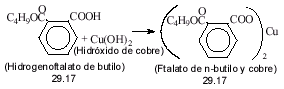 C₄H₉OC(=O) COOH + Cu(OH)₂ → ( C₄H₉OC(=O) COO )₂ Cu
(Hidróxido de cobre)
(Hidrogenoftalato de butilo) (Ftalato de n-butilo y cobre)
29.17 29.17